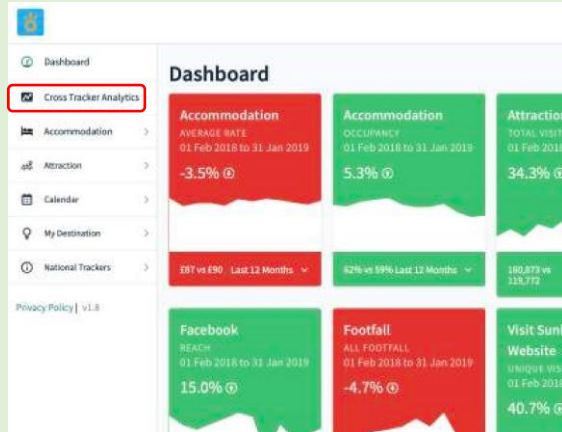 Dashboard
Cross Tracker Analytics
Accommodation
Attraction
Calendar
My Destination
National Trackers
Privacy Policy | v1.8
Dashboard
Accommodation
AVERAGE RATE
01 Feb 2018 to 31 Jan 2019
-3.5%
£87 vs £90 Last 12 Months
Accommodation
OCCUPANCY
01 Feb 2018 to 31 Jan 2019
5.3%
62% vs 59% Last 12 Months
Attraction
TOTAL VISIT
01 Feb 2018
34.3%
160,873 vs
119,772
Facebook
REACH
01 Feb 2018 to 31 Jan 2019
15.0%
Footfall
ALL FOOTFALL
01 Feb 2018 to 31 Jan 2019
-4.7%
Visit Sun
Website
UNIQUE VIS
01 Feb 2018
40.7%